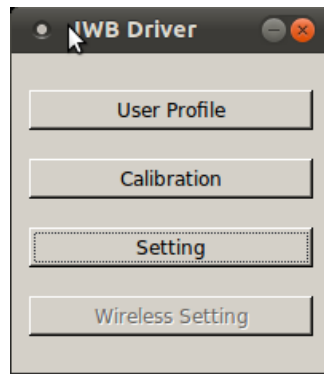 IWB Driver
User Profile
Calibration
Setting
Wireless Setting